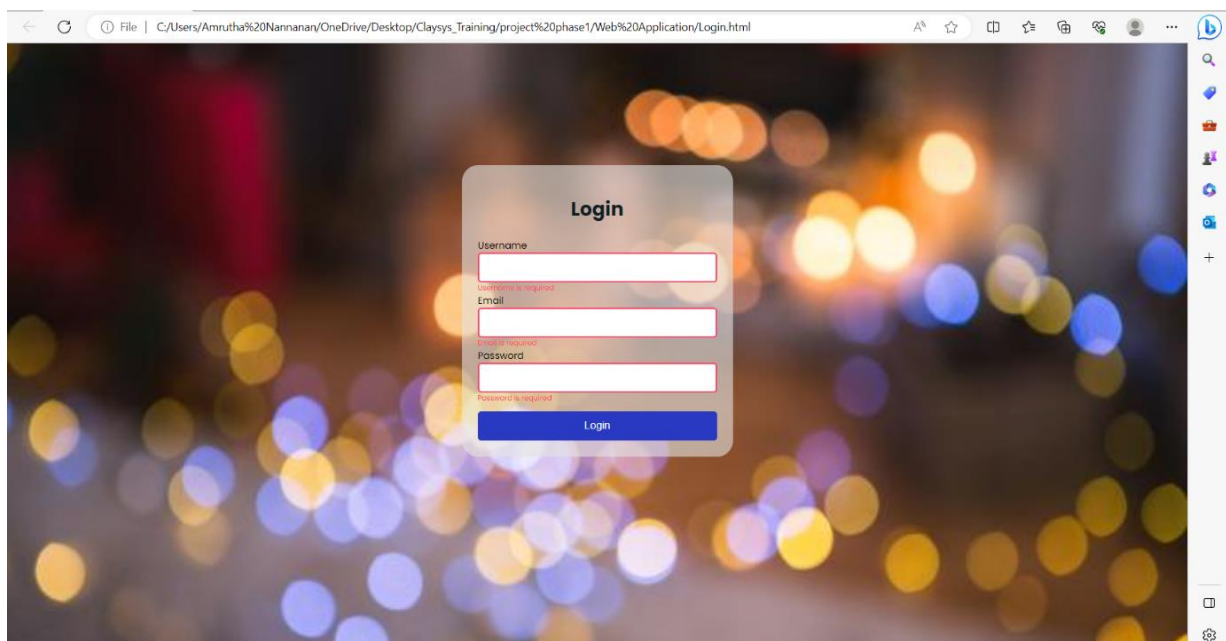 File | C:/Users/Amrutha%20Nannanan/OneDrive/Desktop/Claysys_Training/project%20phase1/Web%20Application/Login.html
Login
Username
Username is required
Email
Email is required
Password
Password is required
Login